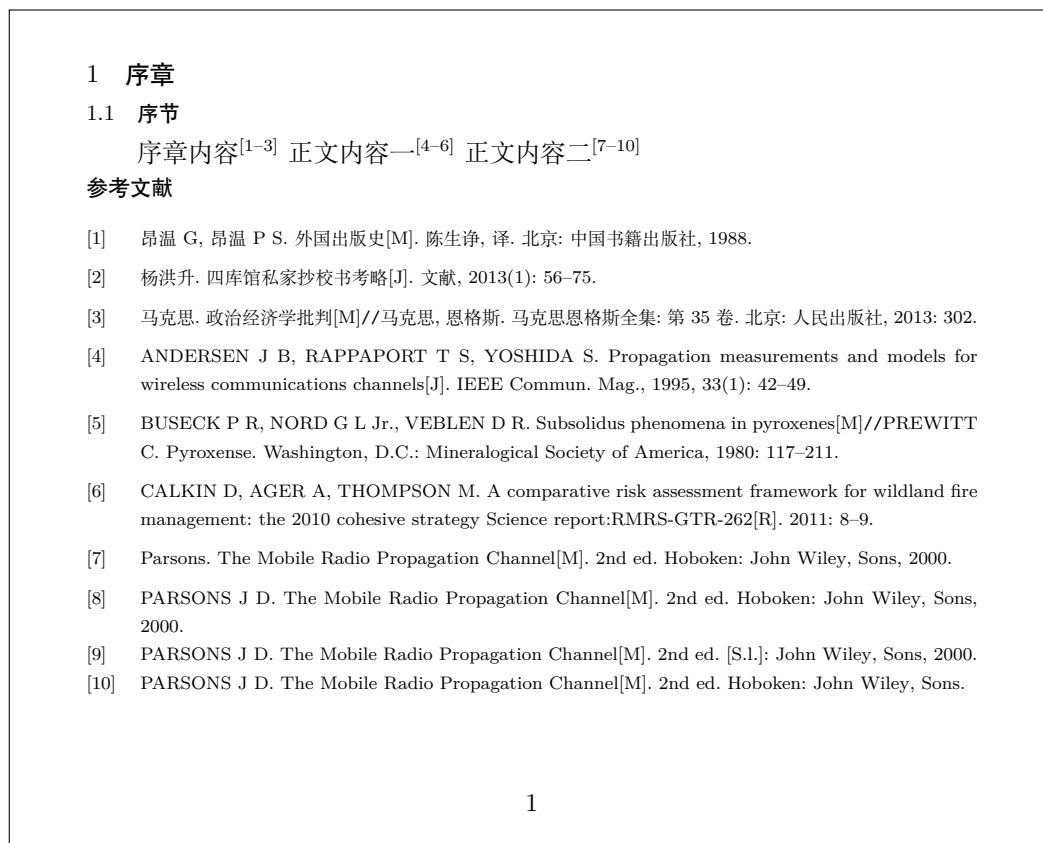 1 序章
1.1 序节
序章内容[1–3] 正文内容一[4–6] 正文内容二[7–10]
参考文献
[1] 昂温 G, 昂温 P S. 外国出版史[M]. 陈生诤, 译. 北京: 中国书籍出版社, 1988.
[2] 杨洪升. 四库馆私家抄校书考略[J]. 文献, 2013(1): 56–75.
[3] 马克思. 政治经济学批判[M]//马克思, 恩格斯. 马克思恩格斯全集: 第 35 卷. 北京: 人民出版社, 2013: 302.
[4] ANDERSEN J B, RAPPAPORT T S, YOSHIDA S. Propagation measurements and models for
wireless communications channels[J]. IEEE Commun. Mag., 1995, 33(1): 42–49.
[5] BUSECK P R, NORD G L Jr., VEBLEN D R. Subsolidus phenomena in pyroxenes[M]//PREWITT
C. Pyroxense. Washington, D.C.: Mineralogical Society of America, 1980: 117–211.
[6] CALKIN D, AGER A, THOMPSON M. A comparative risk assessment framework for wildland fire
management: the 2010 cohesive strategy Science report:RMRS-GTR-262[R]. 2011: 8–9.
[7] Parsons. The Mobile Radio Propagation Channel[M]. 2nd ed. Hoboken: John Wiley, Sons, 2000.
[8] PARSONS J D. The Mobile Radio Propagation Channel[M]. 2nd ed. Hoboken: John Wiley, Sons,
2000.
[9] PARSONS J D. The Mobile Radio Propagation Channel[M]. 2nd ed. [S.l.]: John Wiley, Sons, 2000.
[10] PARSONS J D. The Mobile Radio Propagation Channel[M]. 2nd ed. Hoboken: John Wiley, Sons.
1